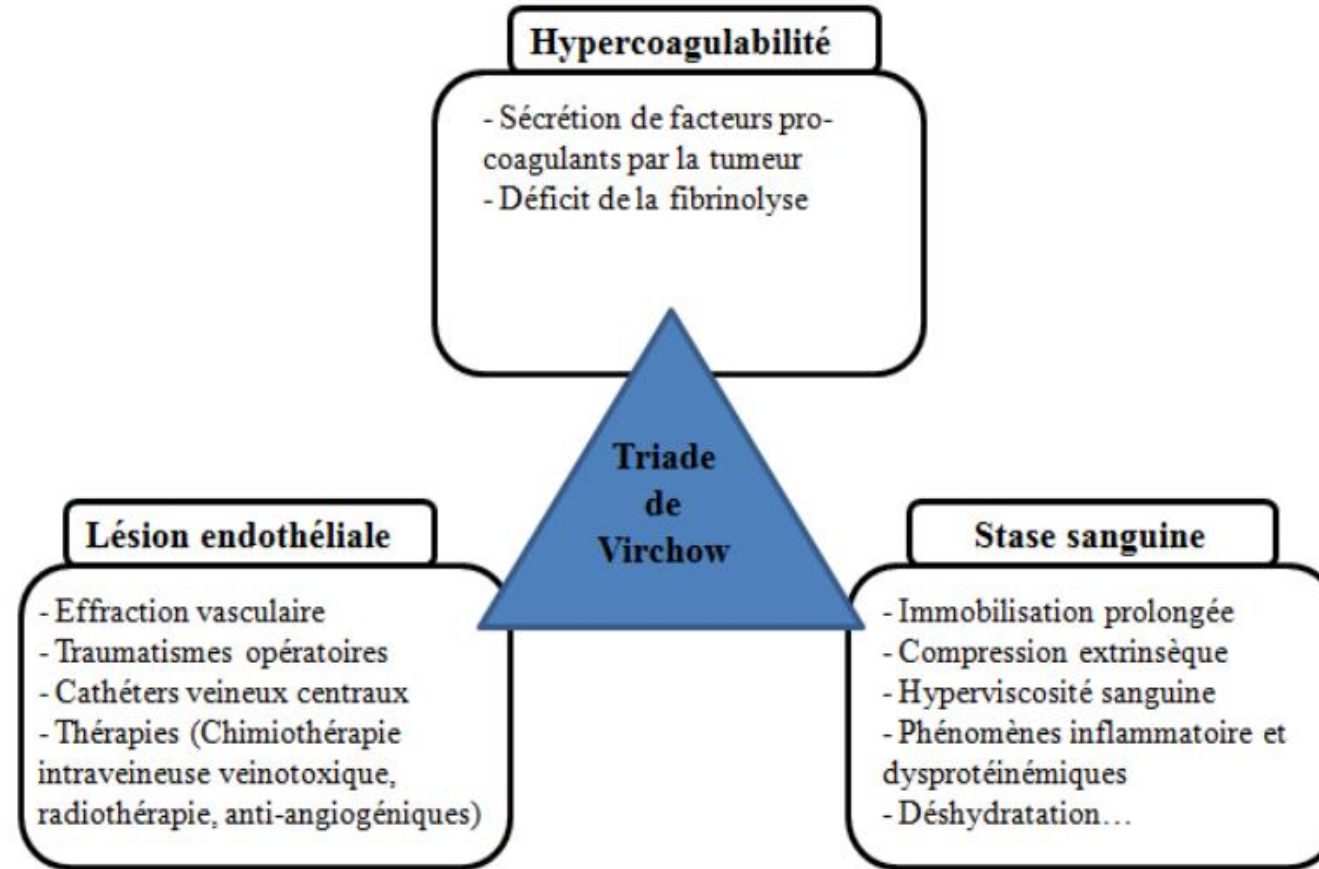 Hypercoagulabilité
- Sécrétion de facteurs pro-
coagulants par la tumeur
- Déficit de la fibrinolyse
Triade
de
Virchow
Lésion endothéliale
- Effraction vasculaire
- Traumatismes opératoires
- Cathéters veineux centraux
- Thérapies (Chimiothérapie
intraveineuse veinotoxique,
radiothérapie, anti-angiogéniques)
Stase sanguine
- Immobilisation prolongée
- Compression extrinsèque
- Hyperviscosité sanguine
- Phénomènes inflammatoire et
dysprotéinémiques
- Déshydratation…